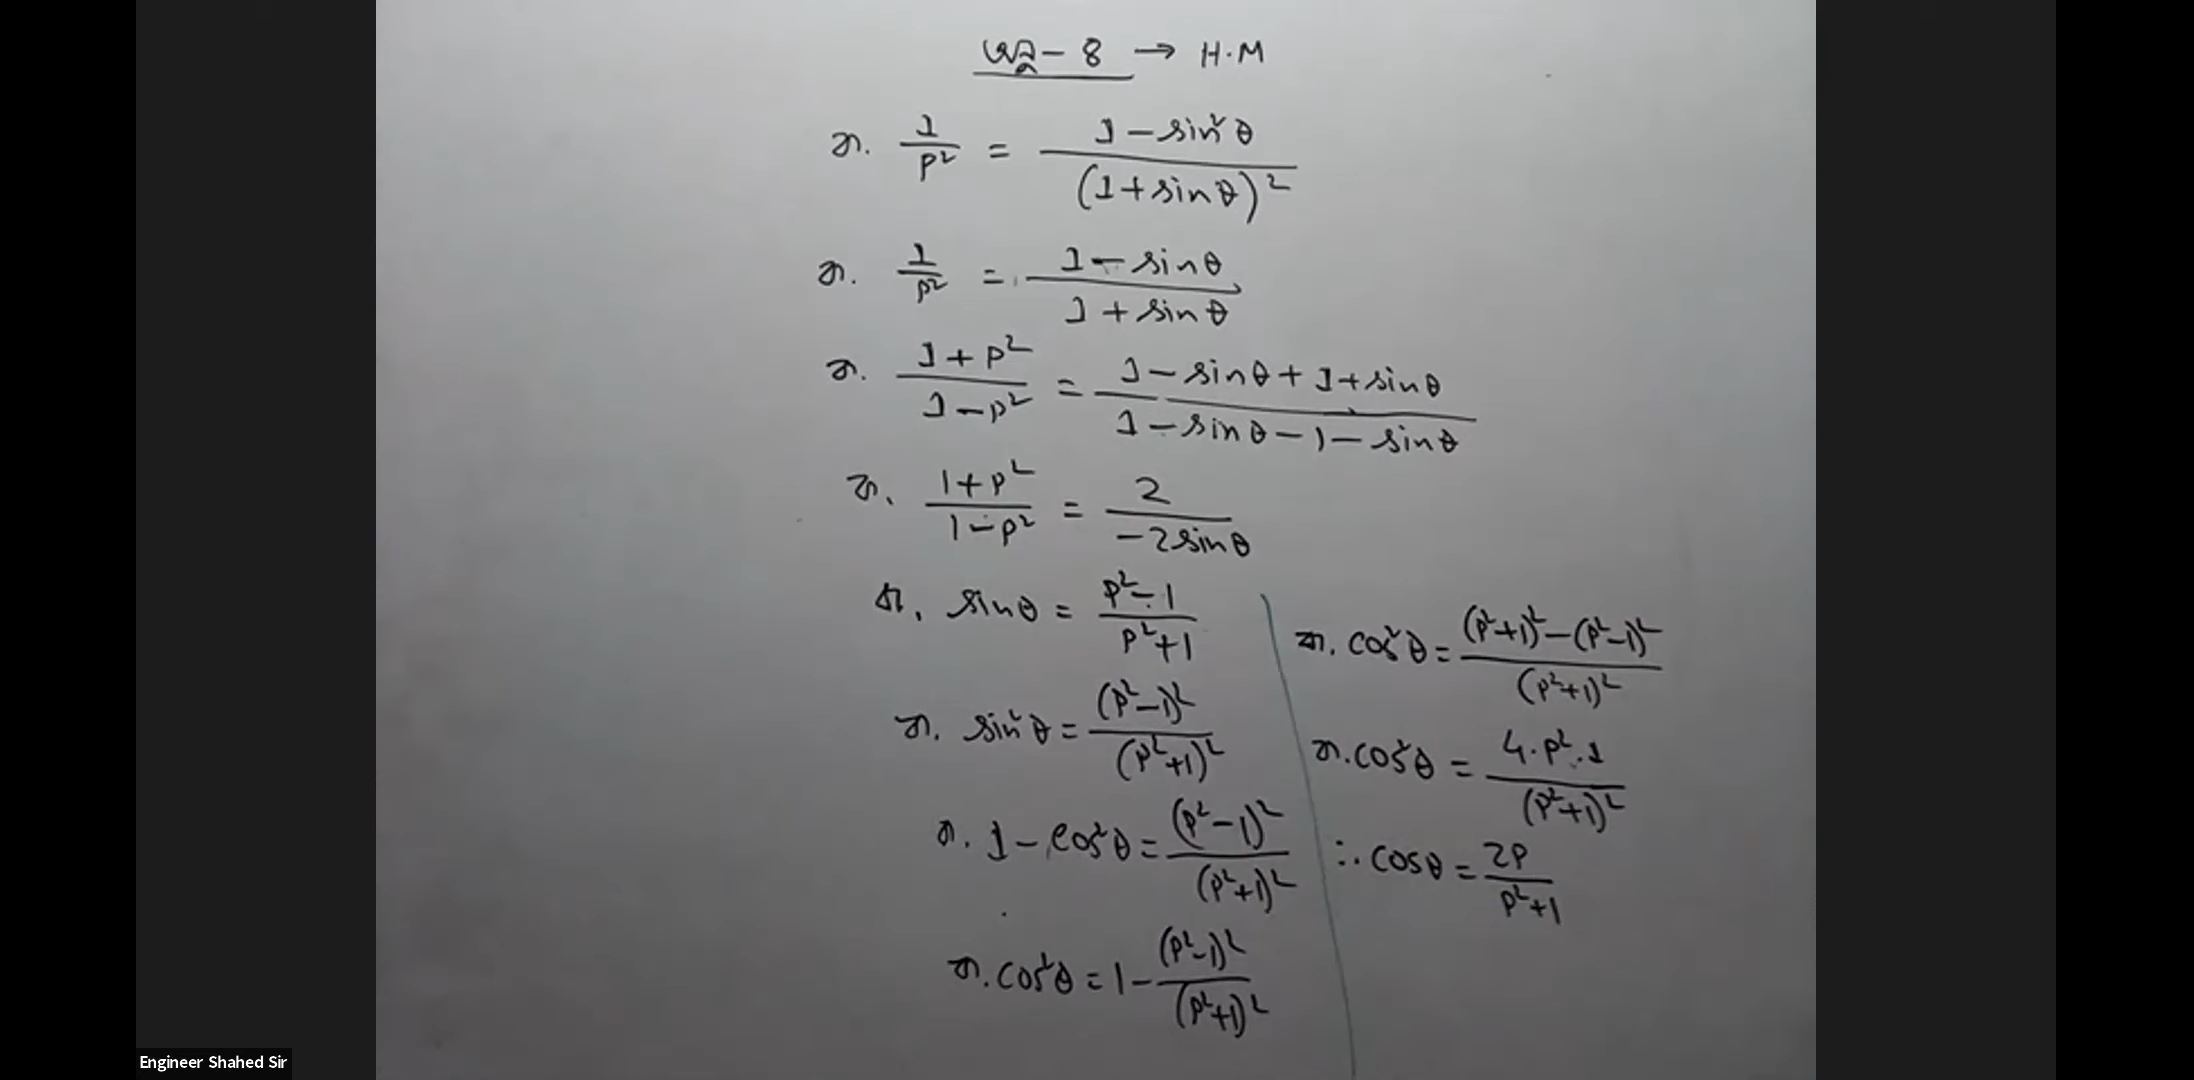 প্রশ্ন-৪ → H.M
বা. 1/p² = (1 - sin²θ)/(1 + sinθ)²
বা. 1/p² = (1 - sinθ)/(1 + sinθ)
বা. (1 + p²)/(1 - p²) = (1 - sinθ + 1 + sinθ)/(1 - sinθ - 1 - sinθ)
বা. (1 + p²)/(1 - p²) = 2/(-2sinθ)
বা, sinθ = (p² - 1)/(p² + 1)
বা. sin²θ = (p² - 1)²/(p² + 1)²
বা. 1 - cos²θ = (p² - 1)²/(p² + 1)²
বা. cos²θ = 1 - (p² - 1)²/(p² + 1)²
বা. cos²θ = ((p² + 1)² - (p² - 1)²)/(p² + 1)²
বা. cos²θ = 4.p².1/(p² + 1)²
∴ cosθ = 2p/(p² + 1)
Engineer Shahed Sir